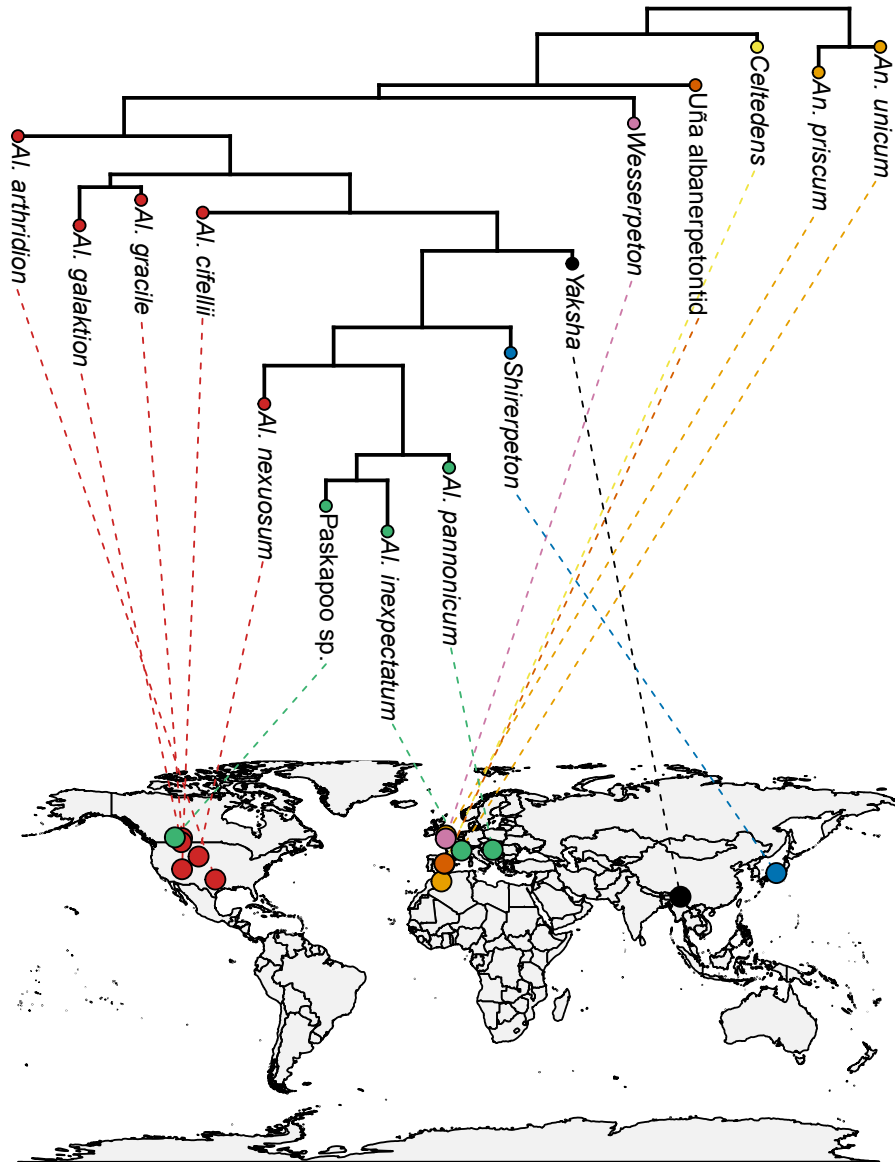 Al. arthridion
Al. galaktion
Al. gracile
Al. cifellii
Al. nexuosum
Paskapoo sp.
Al. inexpectatum
Al. pannonicum
Shirerpeton
Yaksha
Wesserpeton
Uña albanerpetontid
Celtedens
An. priscum
An. unicum